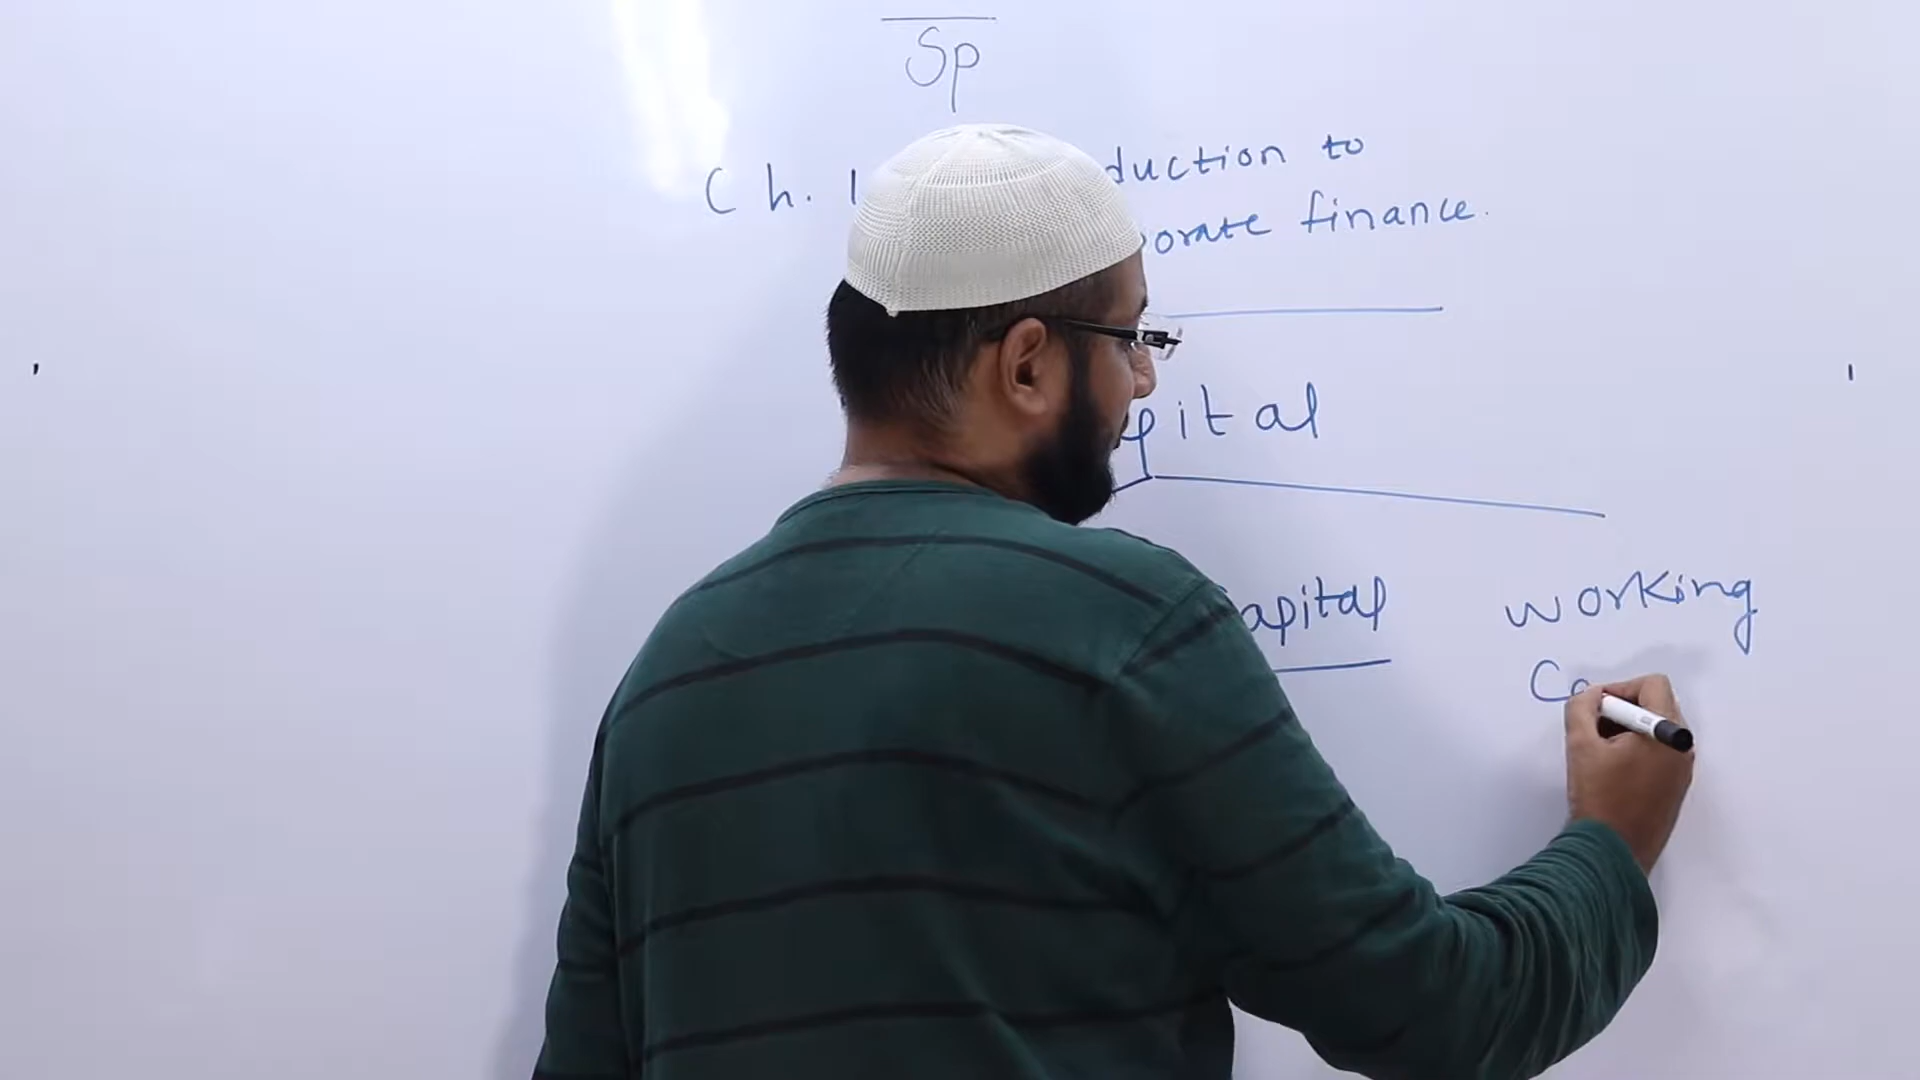 Sp
Ch. 1 duction to
orate finance.
pital
apital working
Ca